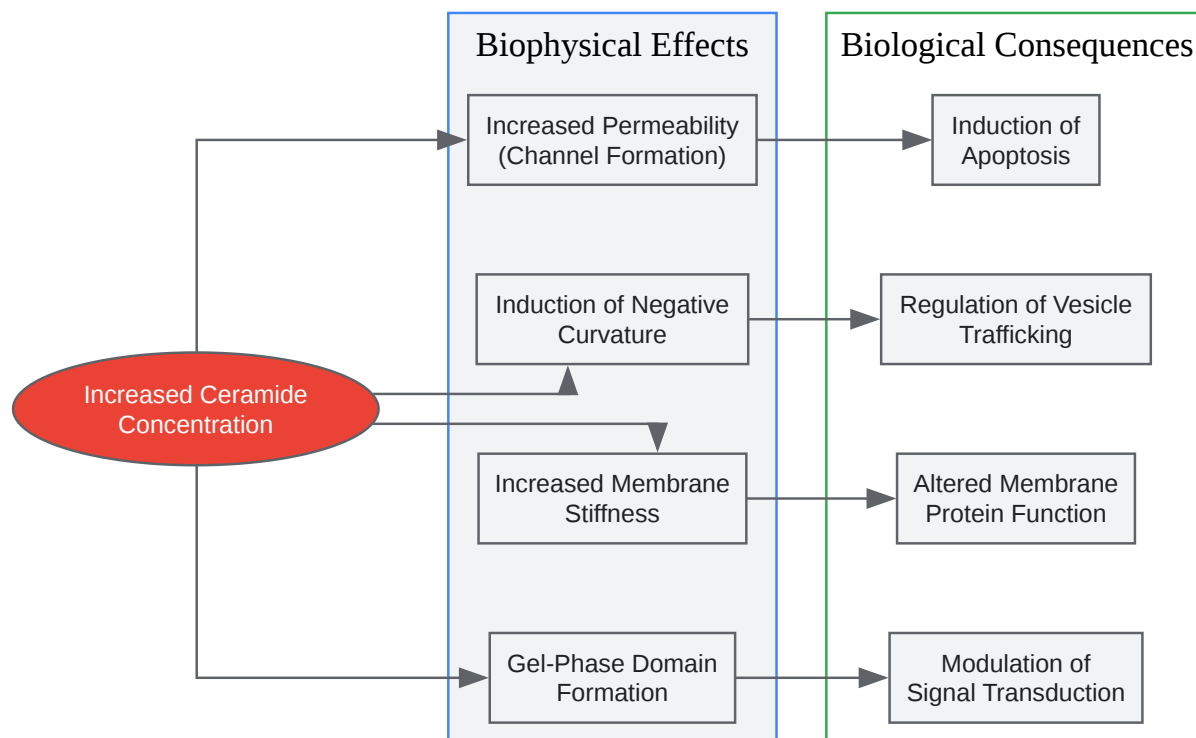 Biophysical Effects
Biological Consequences
Increased Permeability
(Channel Formation)
Induction of
Apoptosis
Induction of Negative
Curvature
Regulation of Vesicle
Trafficking
Increased Ceramide
Concentration
Increased Membrane
Stiffness
Altered Membrane
Protein Function
Gel-Phase Domain
Formation
Modulation of
Signal Transduction